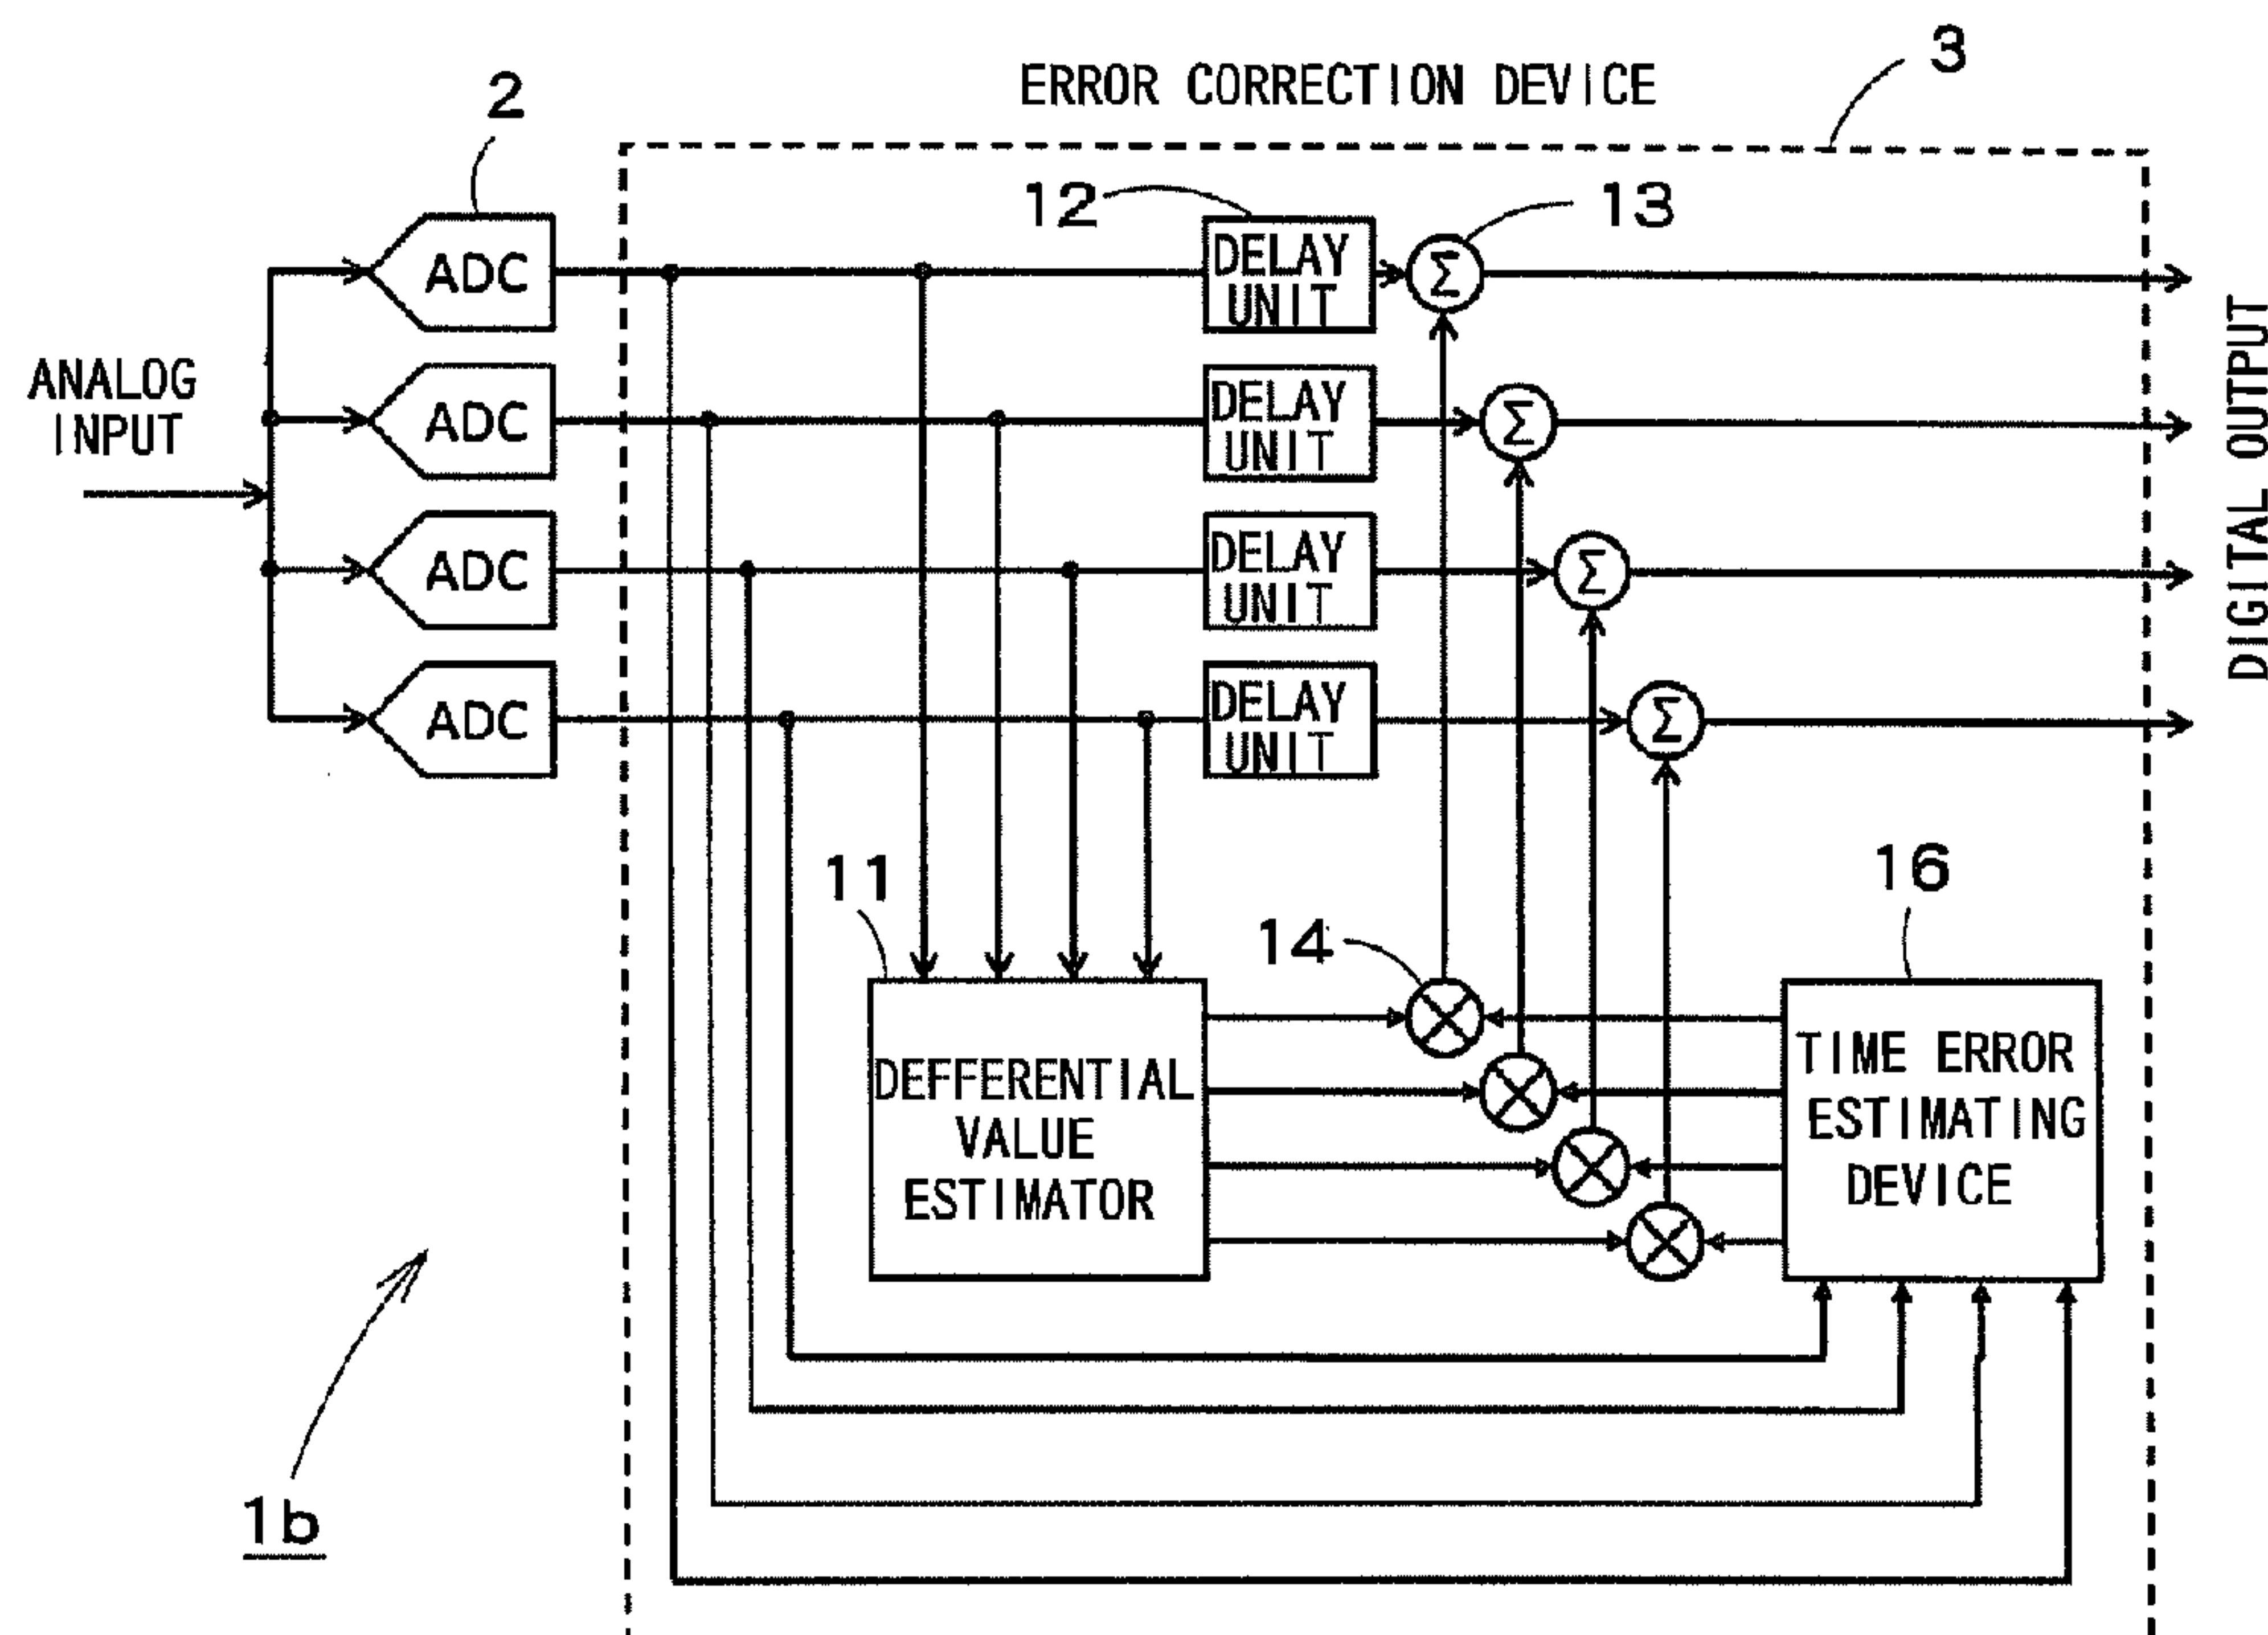 ERROR CORRECTION DEVICE
3
2
12
13
ADC
DELAY
UNIT
Σ
ANALOG
INPUT
ADC
DELAY
UNIT
Σ
ADC
DELAY
UNIT
Σ
ADC
DELAY
UNIT
Σ
DIGITAL OUTPUT
11
14
16
DEFFERENTIAL
VALUE
ESTIMATOR
TIME ERROR
ESTIMATING
DEVICE
1b